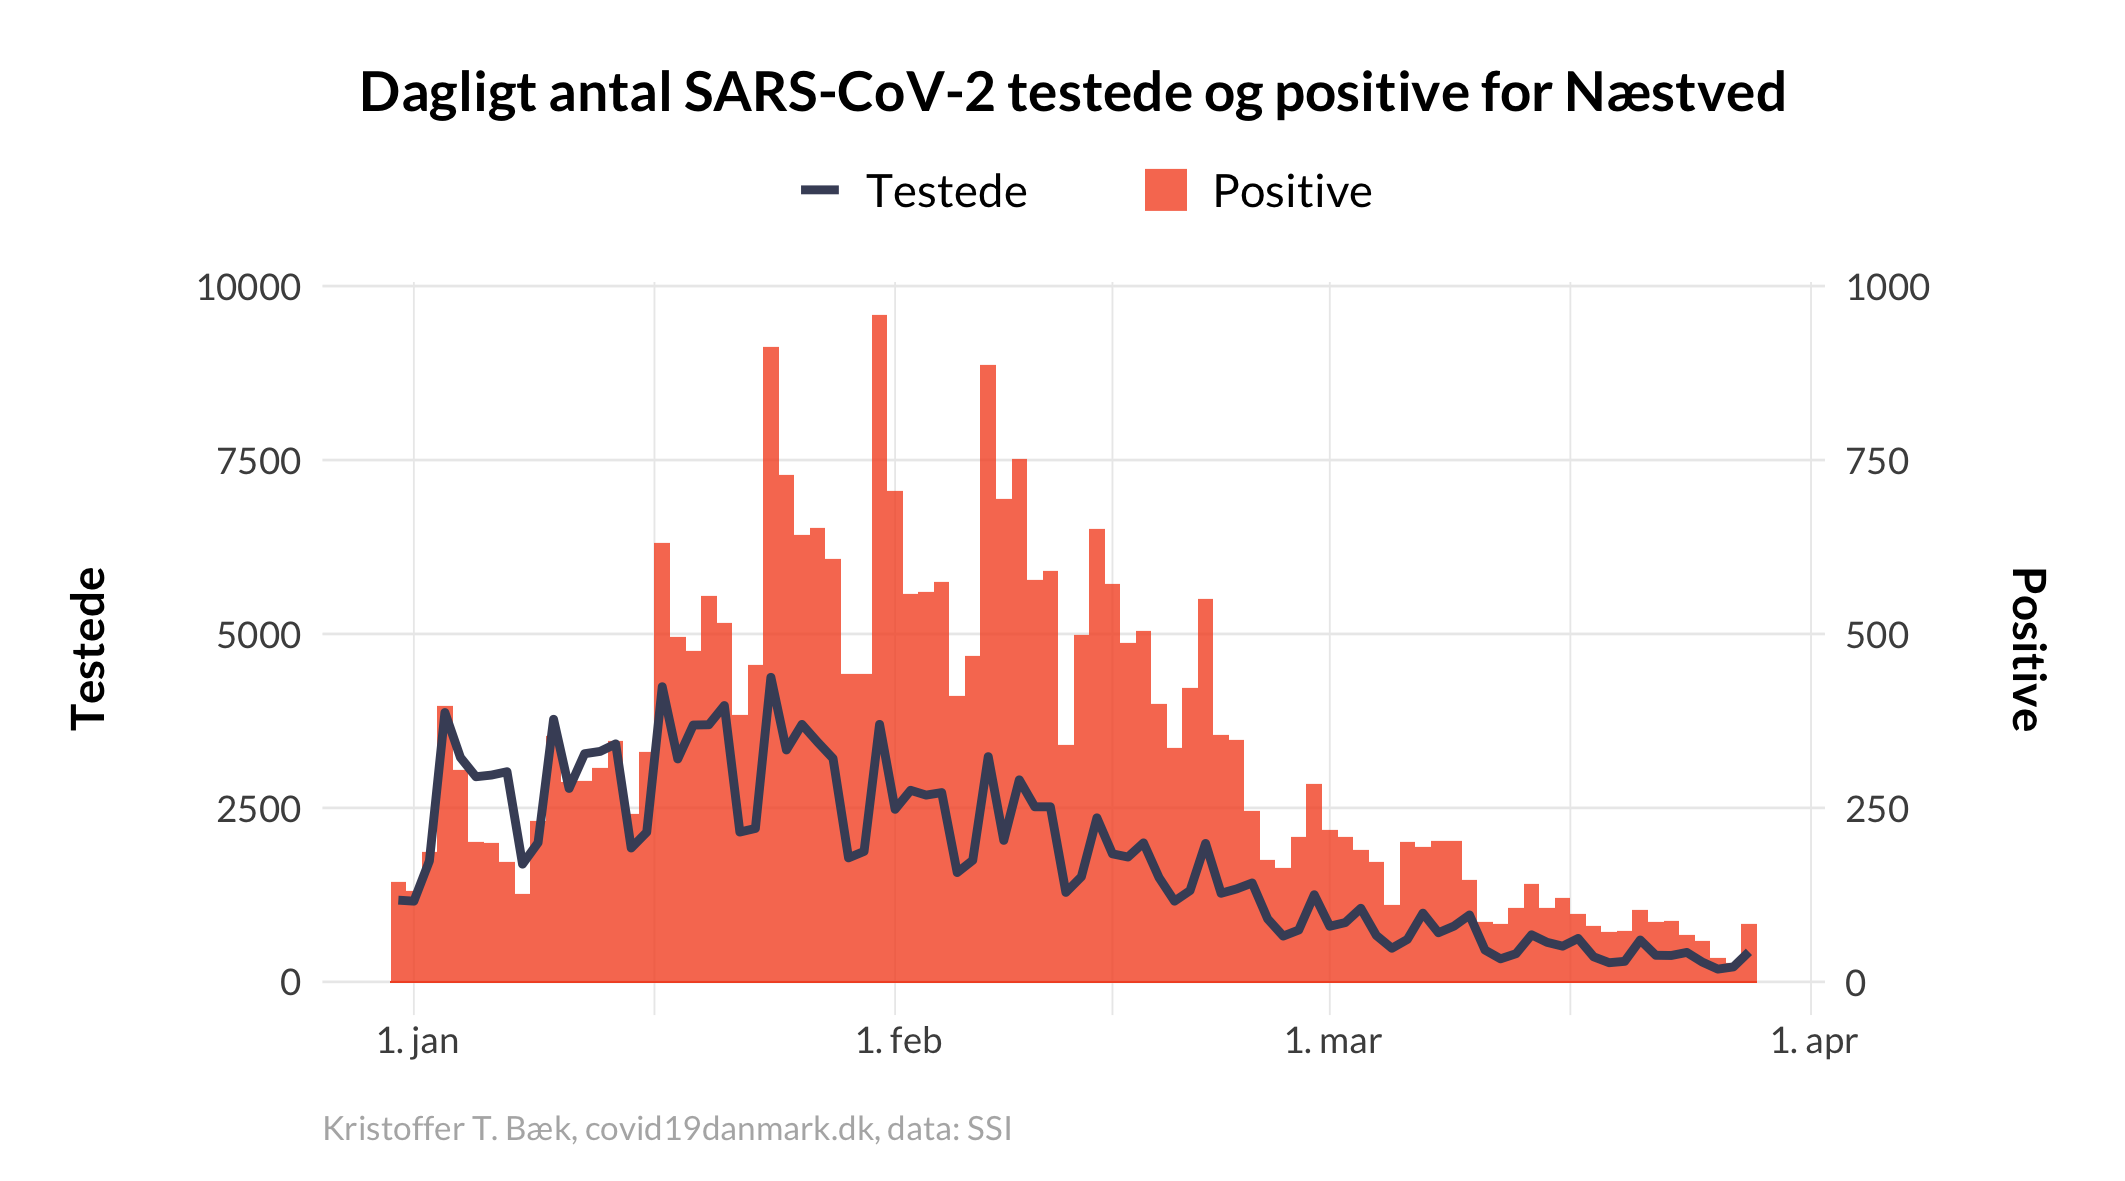 Dagligt antal SARS-CoV-2 testede og positive for Næstved
Testede
Positive
10000
7500
5000
2500
0
1000
750
500
250
0
Testede
Positive
1. jan
1. feb
1. mar
1. apr
Kristoffer T. Bæk, covid19danmark.dk, data: SSI